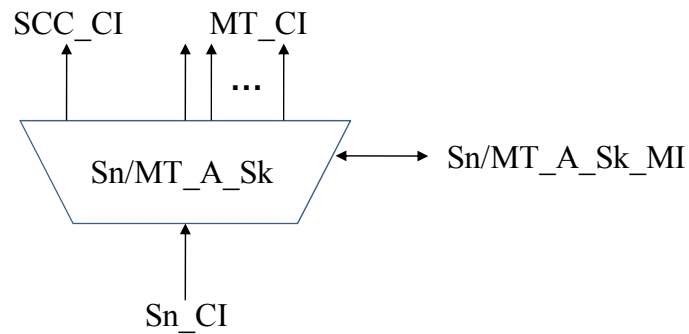 SCC_CI MT_CI
...
Sn/MT_A_Sk
Sn/MT_A_Sk_MI
Sn_CI